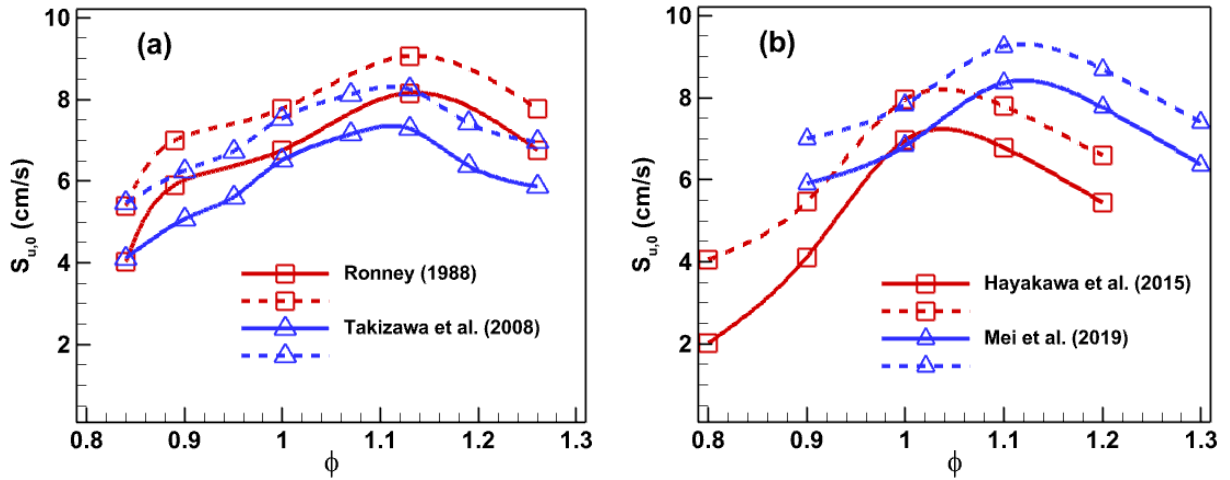 (a)
S_{u,0} (cm/s)
10
8
6
4
2
0.8 0.9 1 1.1 1.2 1.3
ϕ
Ronney (1988)
Takizawa et al. (2008)
(b)
S_{u,0} (cm/s)
10
8
6
4
2
0.8 0.9 1 1.1 1.2 1.3
ϕ
Hayakawa et al. (2015)
Mei et al. (2019)